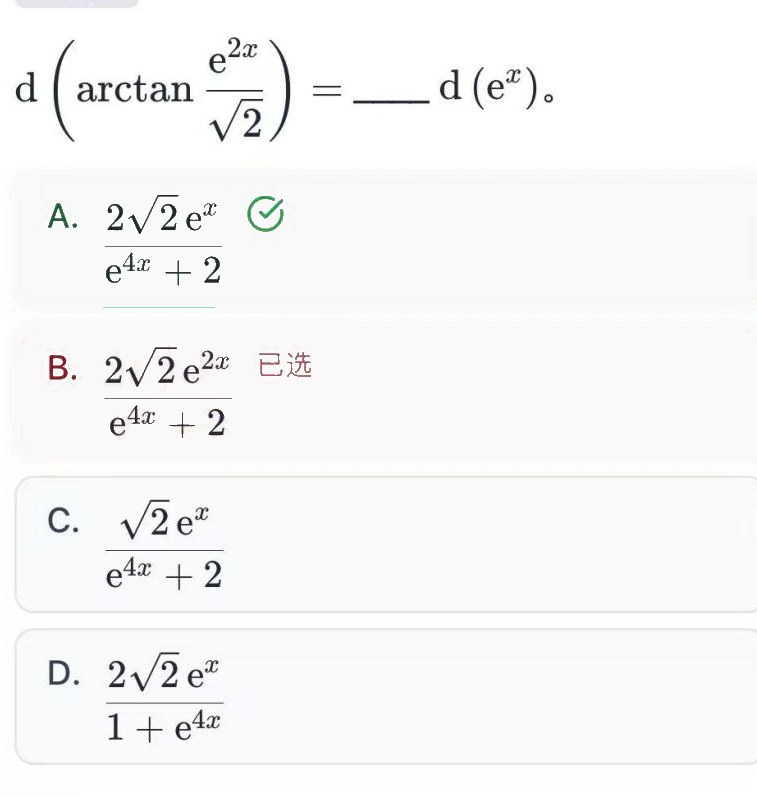 d(arctan e^{2x}/√2) = ____ d(e^x)。
A. 2√2 e^x/(e^{4x} + 2)
B. 2√2 e^{2x}/(e^{4x} + 2) 已选
C. √2 e^x/(e^{4x} + 2)
D. 2√2 e^x/(1 + e^{4x})